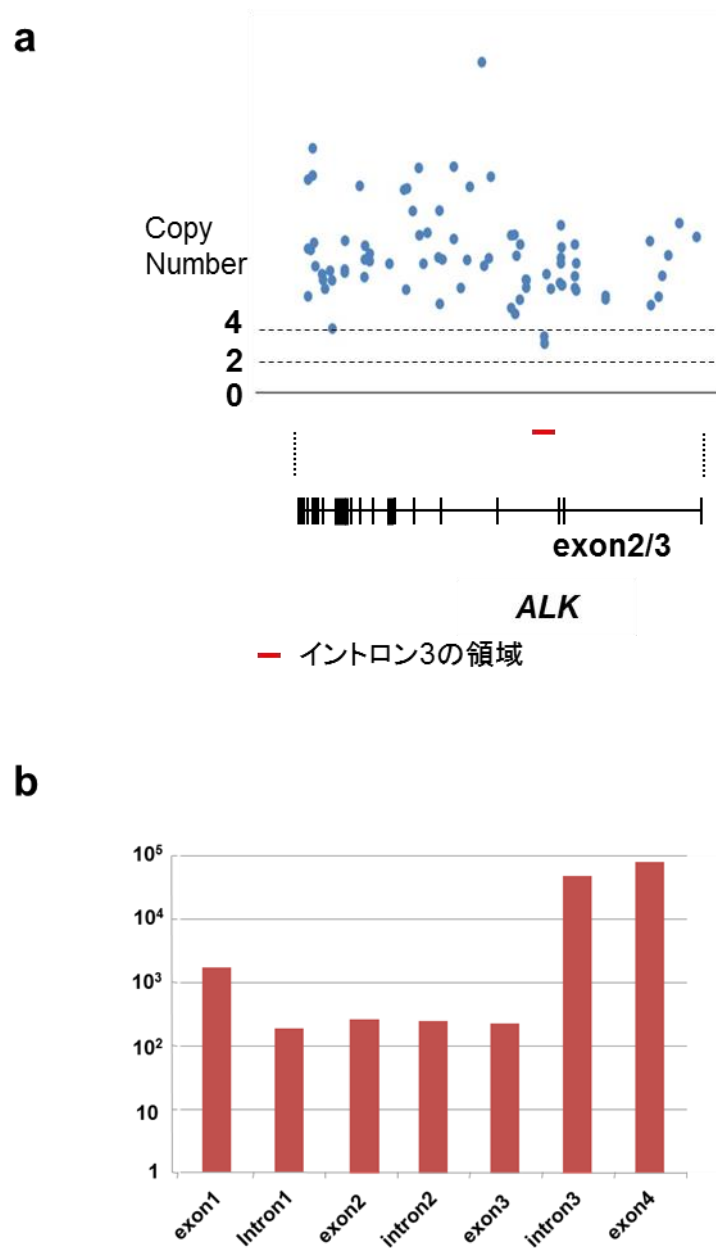 a
Copy
Number
4
2
0
exon2/3
ALK
イントロン3の領域
b
10⁵
10⁴
10³
10²
10
1
exon1
Intron1
exon2
intron2
exon3
intron3
exon4